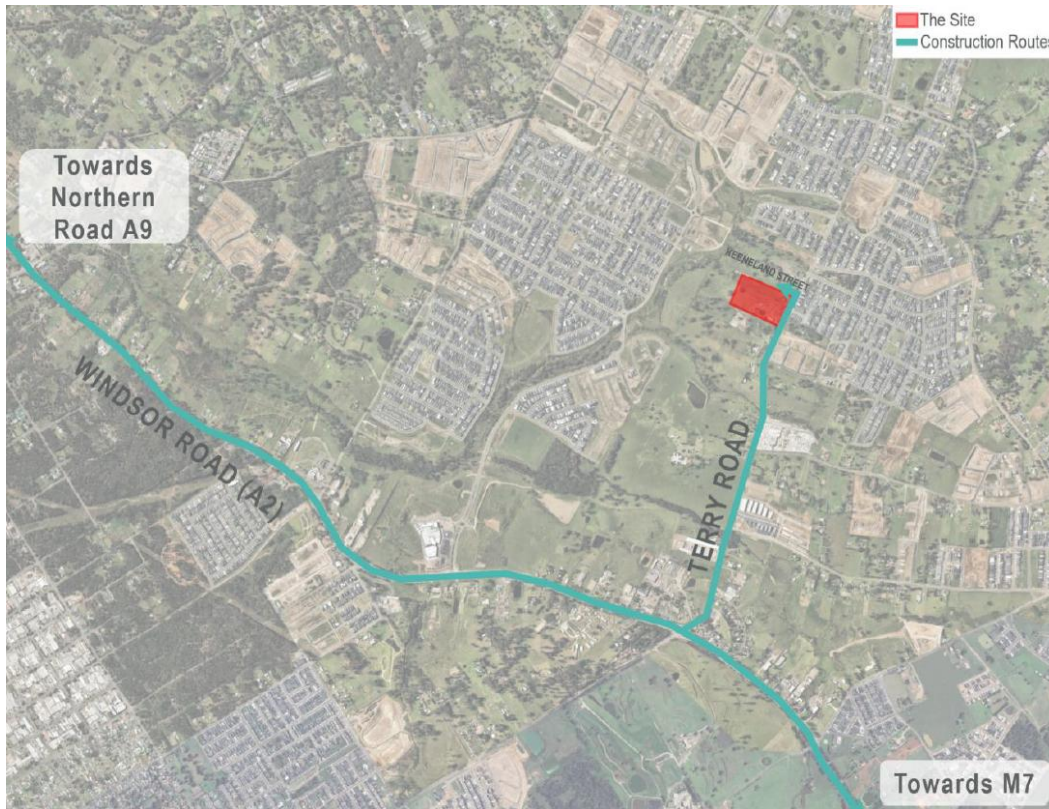 The Site
Construction Routes
Towards
Northern
Road A9
KEENELAND STREET
WINDSOR ROAD (A2)
TERRY ROAD
Towards M7